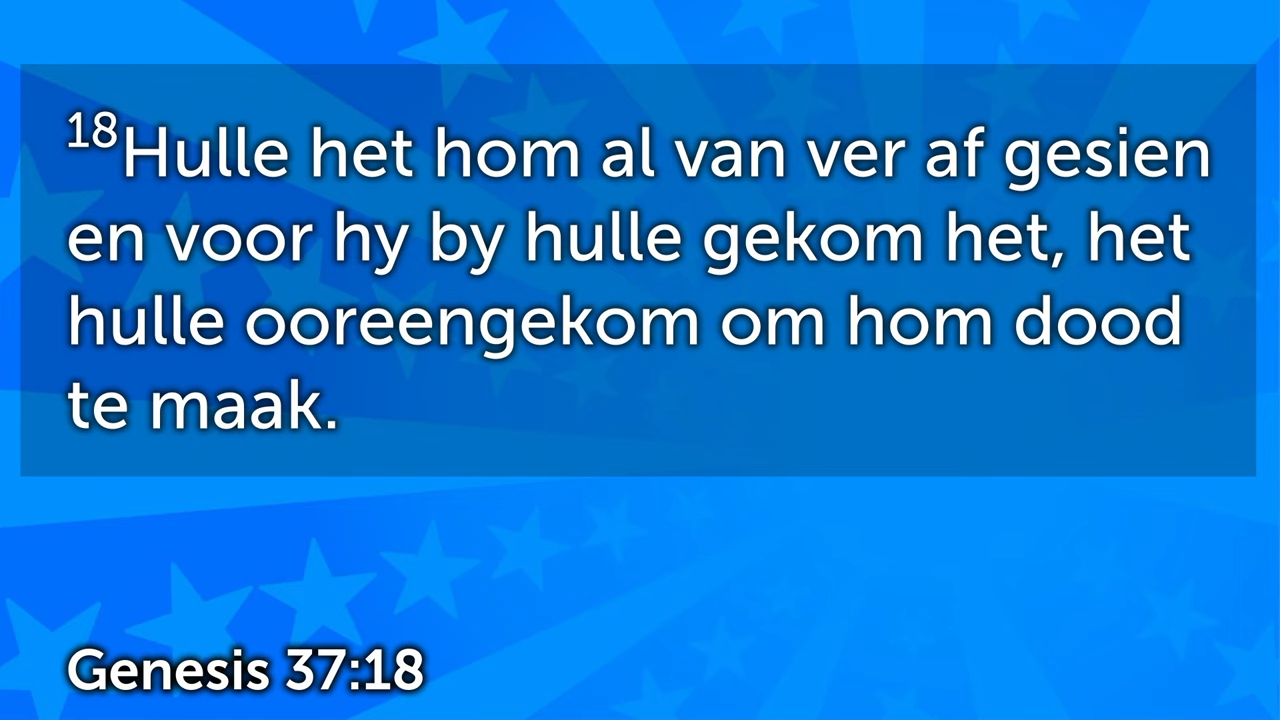 18Hulle het hom al van ver af gesien
en voor hy by hulle gekom het, het
hulle ooreengekom om hom dood
te maak.
Genesis 37:18